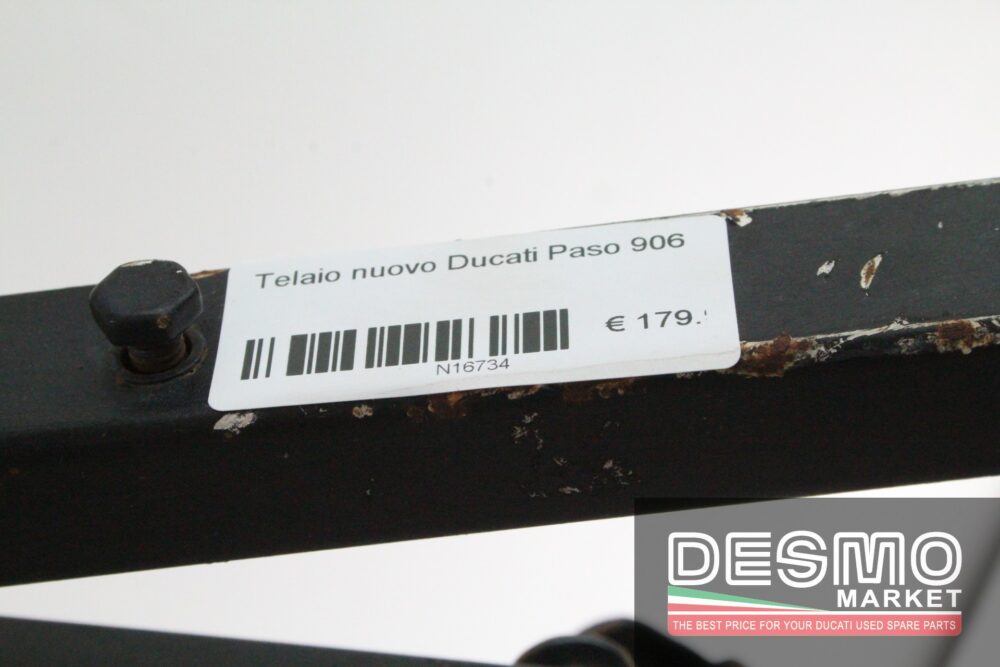 Telaio nuovo Ducati Paso 906
€ 179.
N16734
DESMO
MARKET
THE BEST PRICE FOR YOUR DUCATI USED SPARE PARTS